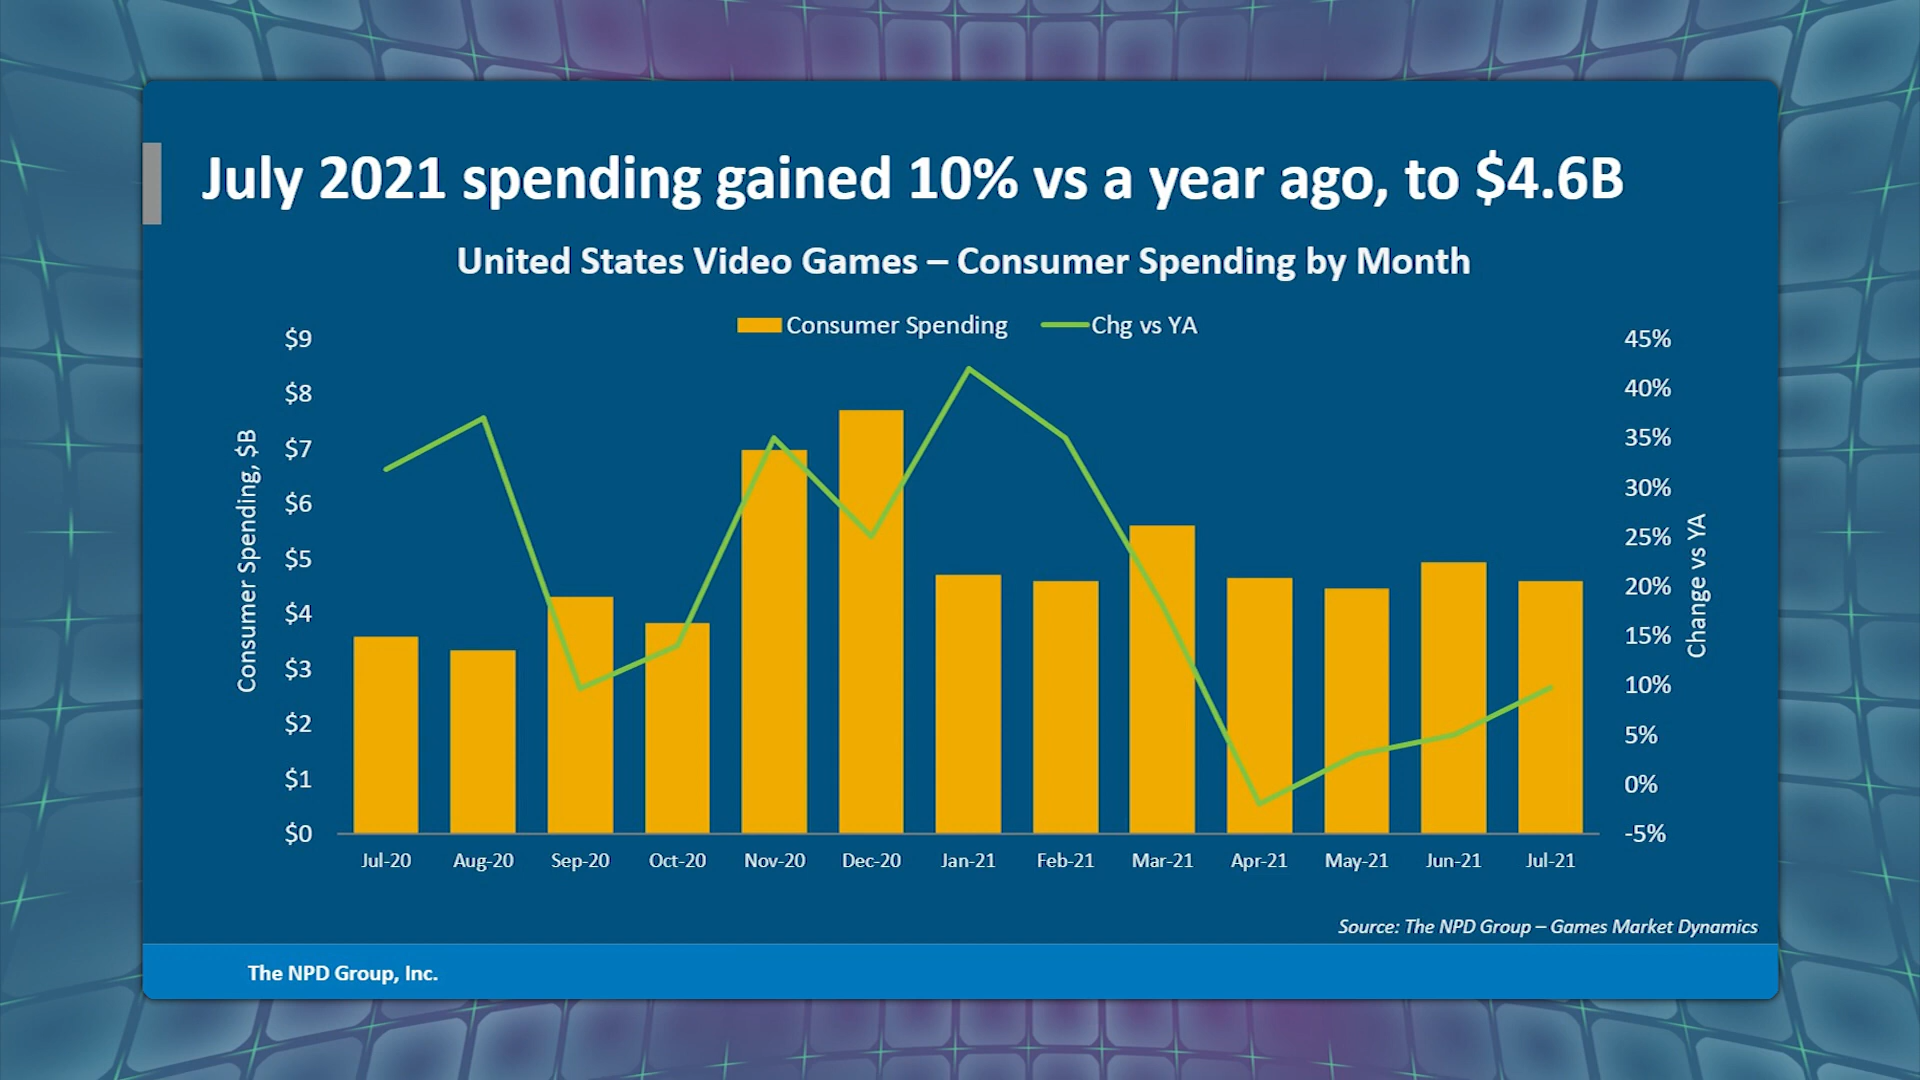 July 2021 spending gained 10% vs a year ago, to $4.6B
United States Video Games – Consumer Spending by Month
Consumer Spending
Chg vs YA
Consumer Spending, $B
$9
$8
$7
$6
$5
$4
$3
$2
$1
$0
45%
40%
35%
30%
25%
20%
15%
10%
5%
0%
-5%
Change vs YA
Jul-20 Aug-20 Sep-20 Oct-20 Nov-20 Dec-20 Jan-21 Feb-21 Mar-21 Apr-21 May-21 Jun-21 Jul-21
Source: The NPD Group – Games Market Dynamics
The NPD Group, Inc.